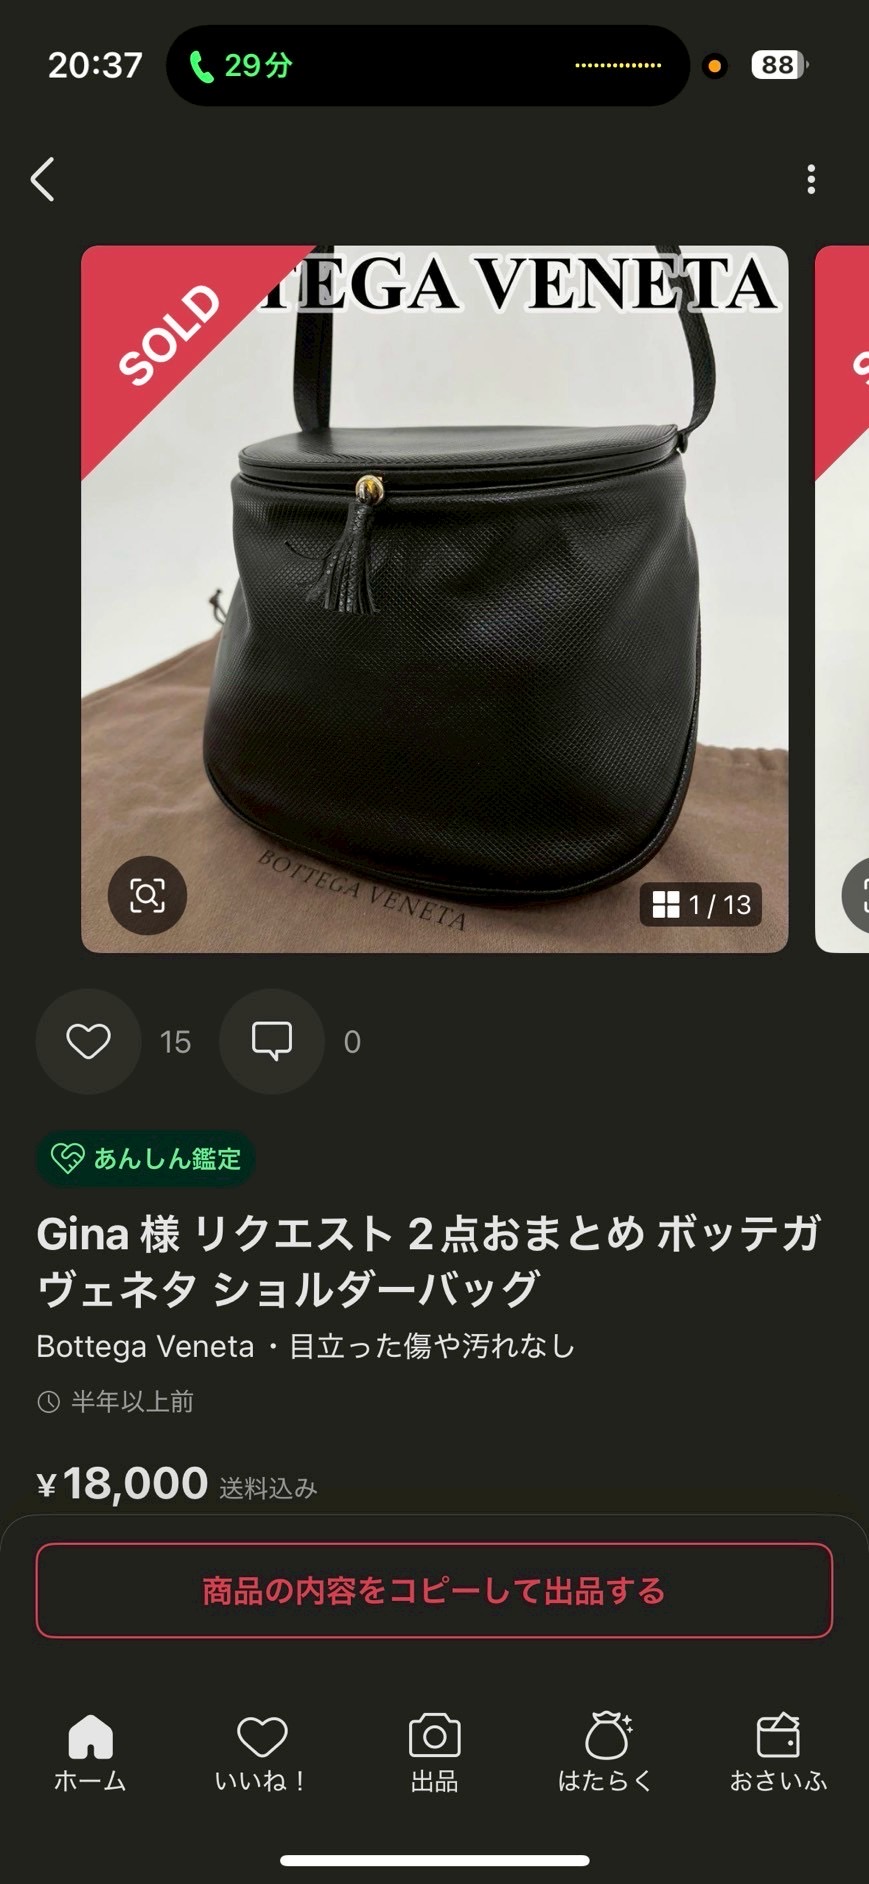 20:37
29分
88
SOLD
TEGA VENETA
BOTTEGA VENETA
1 / 13
15
0
あんしん鑑定
Gina 様 リクエスト 2 点おまとめ ボッテガ
ヴェネタ ショルダーバッグ
Bottega Veneta・目立った傷や汚れなし
半年以上前
¥18,000 送料込み
商品の内容をコピーして出品する
ホーム
いいね！
出品
はたらく
おさいふ